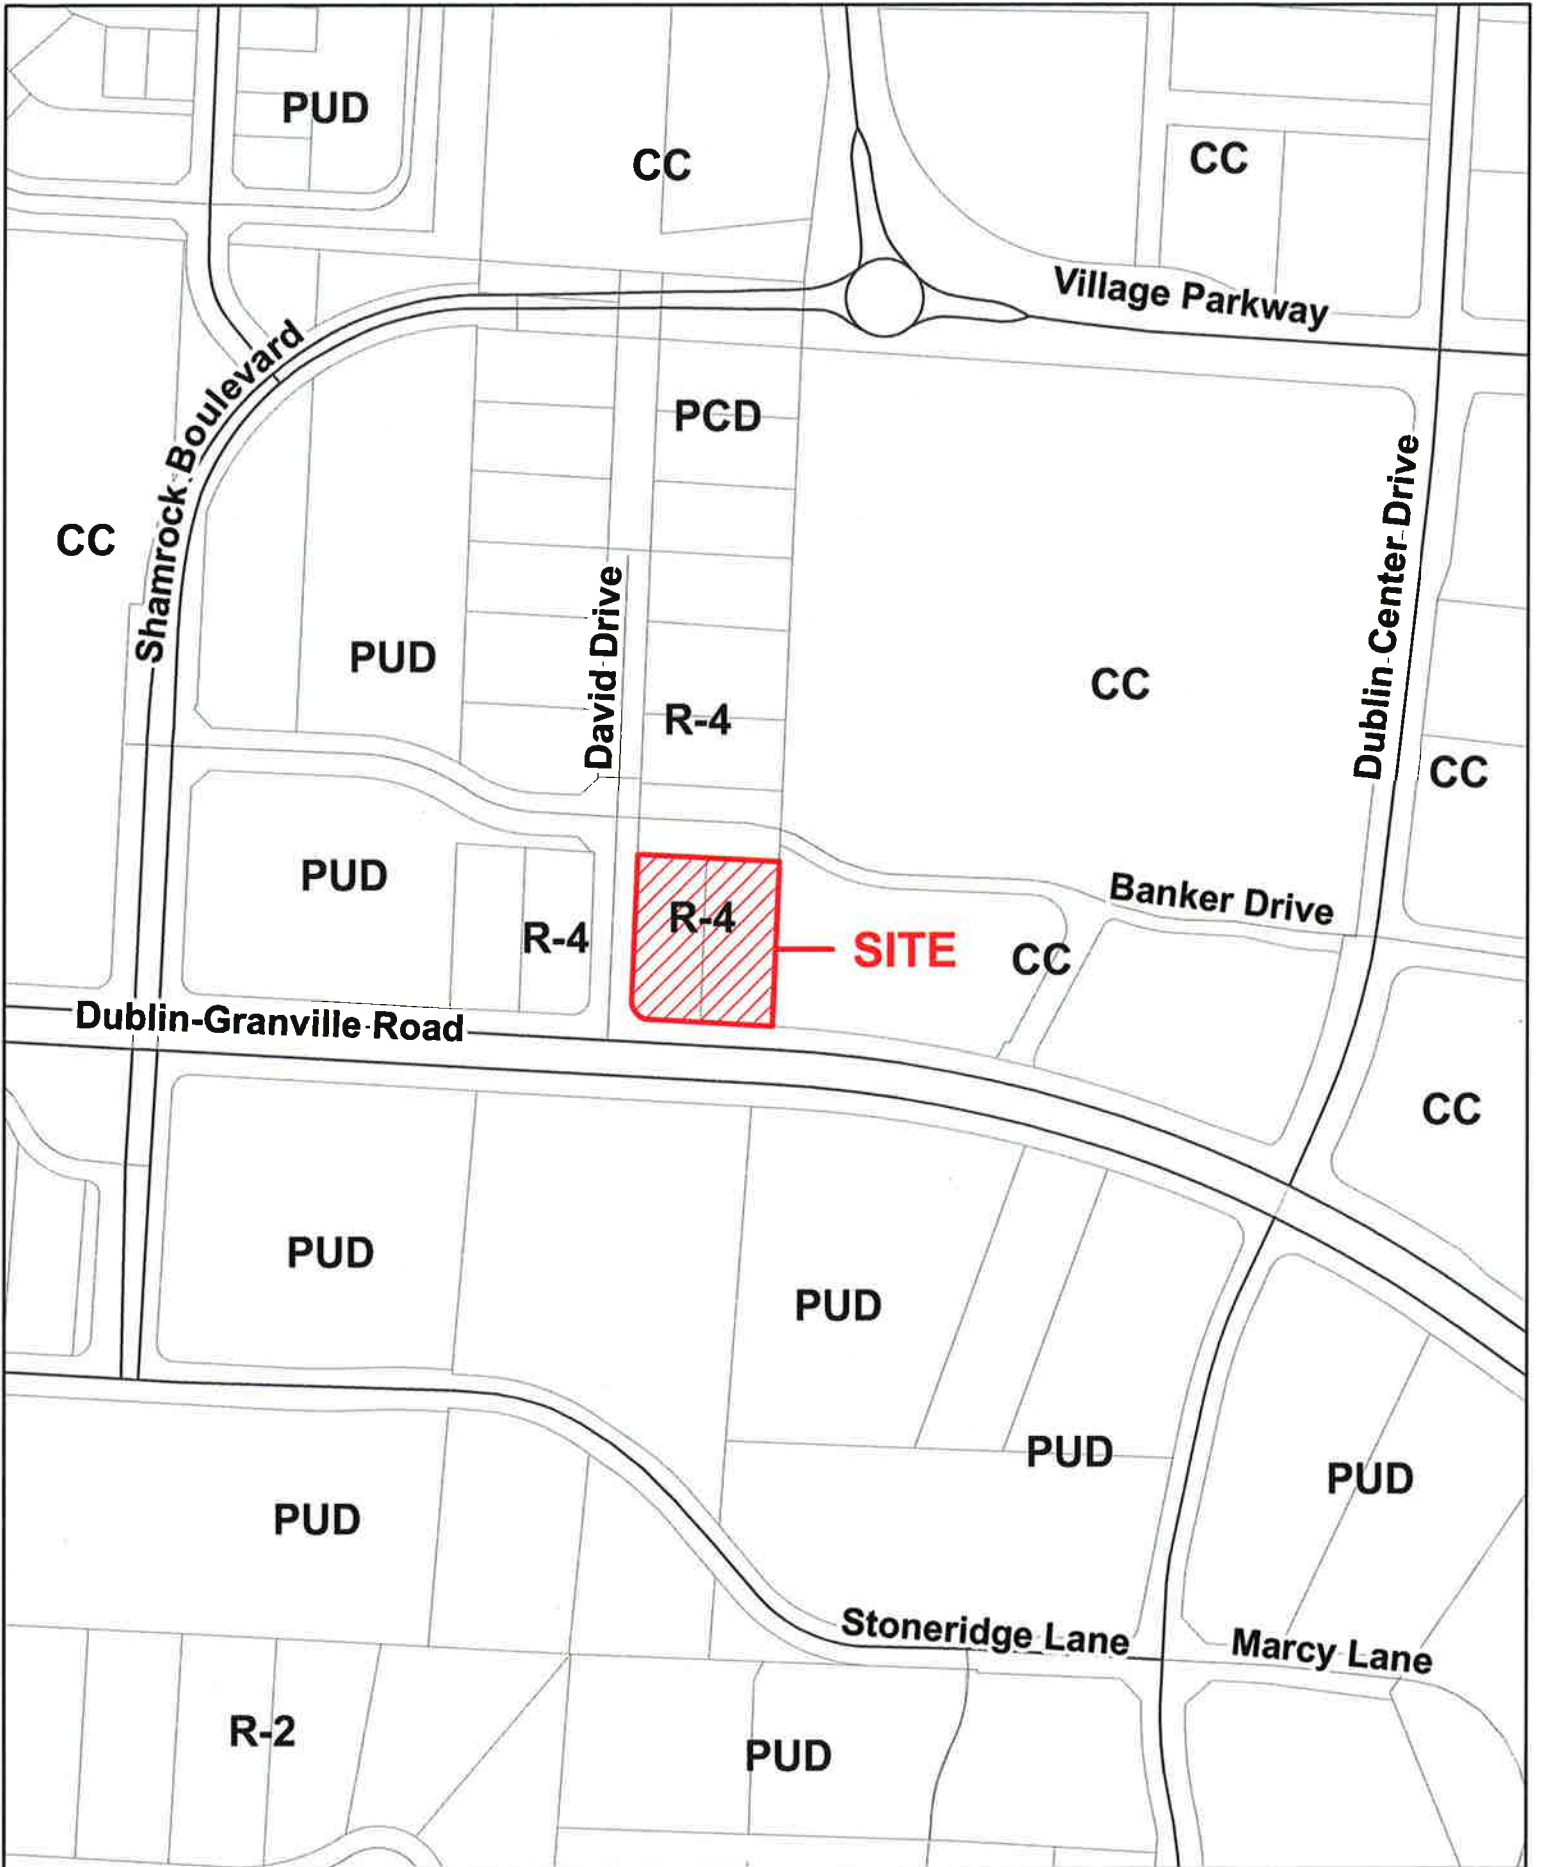 PUD
CC
CC
Village Parkway
Shamrock Boulevard
PCD
CC
David Drive
Dublin Center Drive
PUD
R-4
CC
CC
PUD
R-4
R-4
SITE
CC
Banker Drive
Dublin-Granville Road
CC
PUD
PUD
PUD
PUD
PUD
Stoneridge Lane
Marcy Lane
R-2
PUD